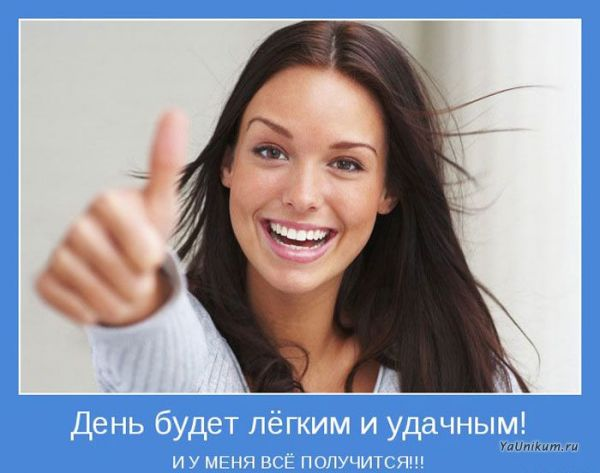 День будет лёгким и удачным!
YaUnikum.ru
И У МЕНЯ ВСЁ ПОЛУЧИТСЯ!!!